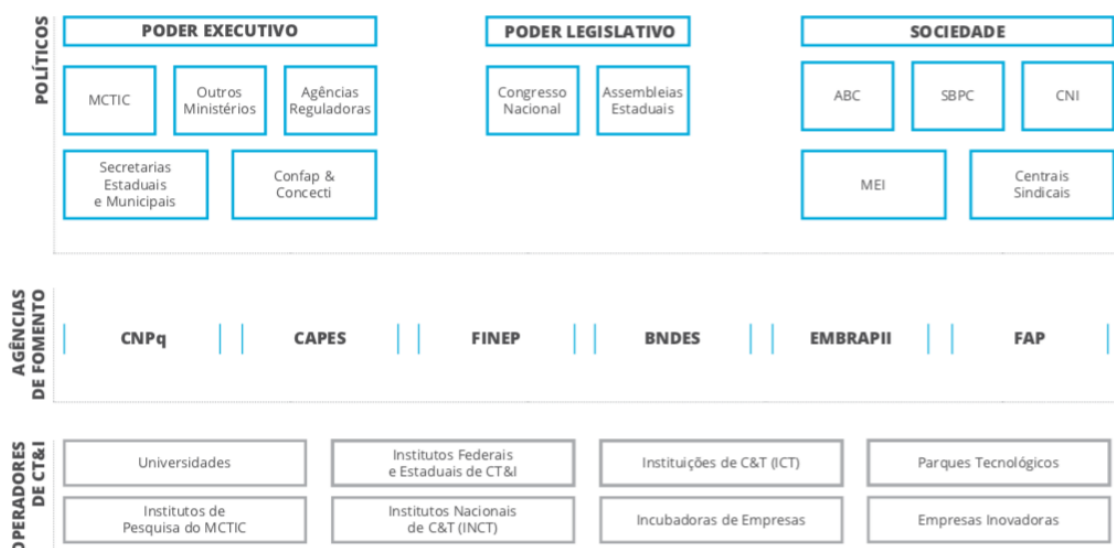 POLÍTICOS
PODER EXECUTIVO
PODER LEGISLATIVO
SOCIEDADE
MCTIC
Outros
Ministérios
Agências
Reguladoras
Congresso
Nacional
Assembleias
Estaduais
ABC
SBPC
CNI
Secretarias
Estaduais
e Municipais
Confap &
Concecti
MEI
Centrais
Sindicais
AGÊNCIAS
DE FOMENTO
CNPq
CAPES
FINEP
BNDES
EMBRAPII
FAP
OPERADORES
DE CT&I
Universidades
Institutos Federais
e Estaduais de CT&I
Instituições de C&T (ICT)
Parques Tecnológicos
Institutos de
Pesquisa do MCTIC
Institutos Nacionais
de C&T (INCT)
Incubadoras de Empresas
Empresas Inovadoras